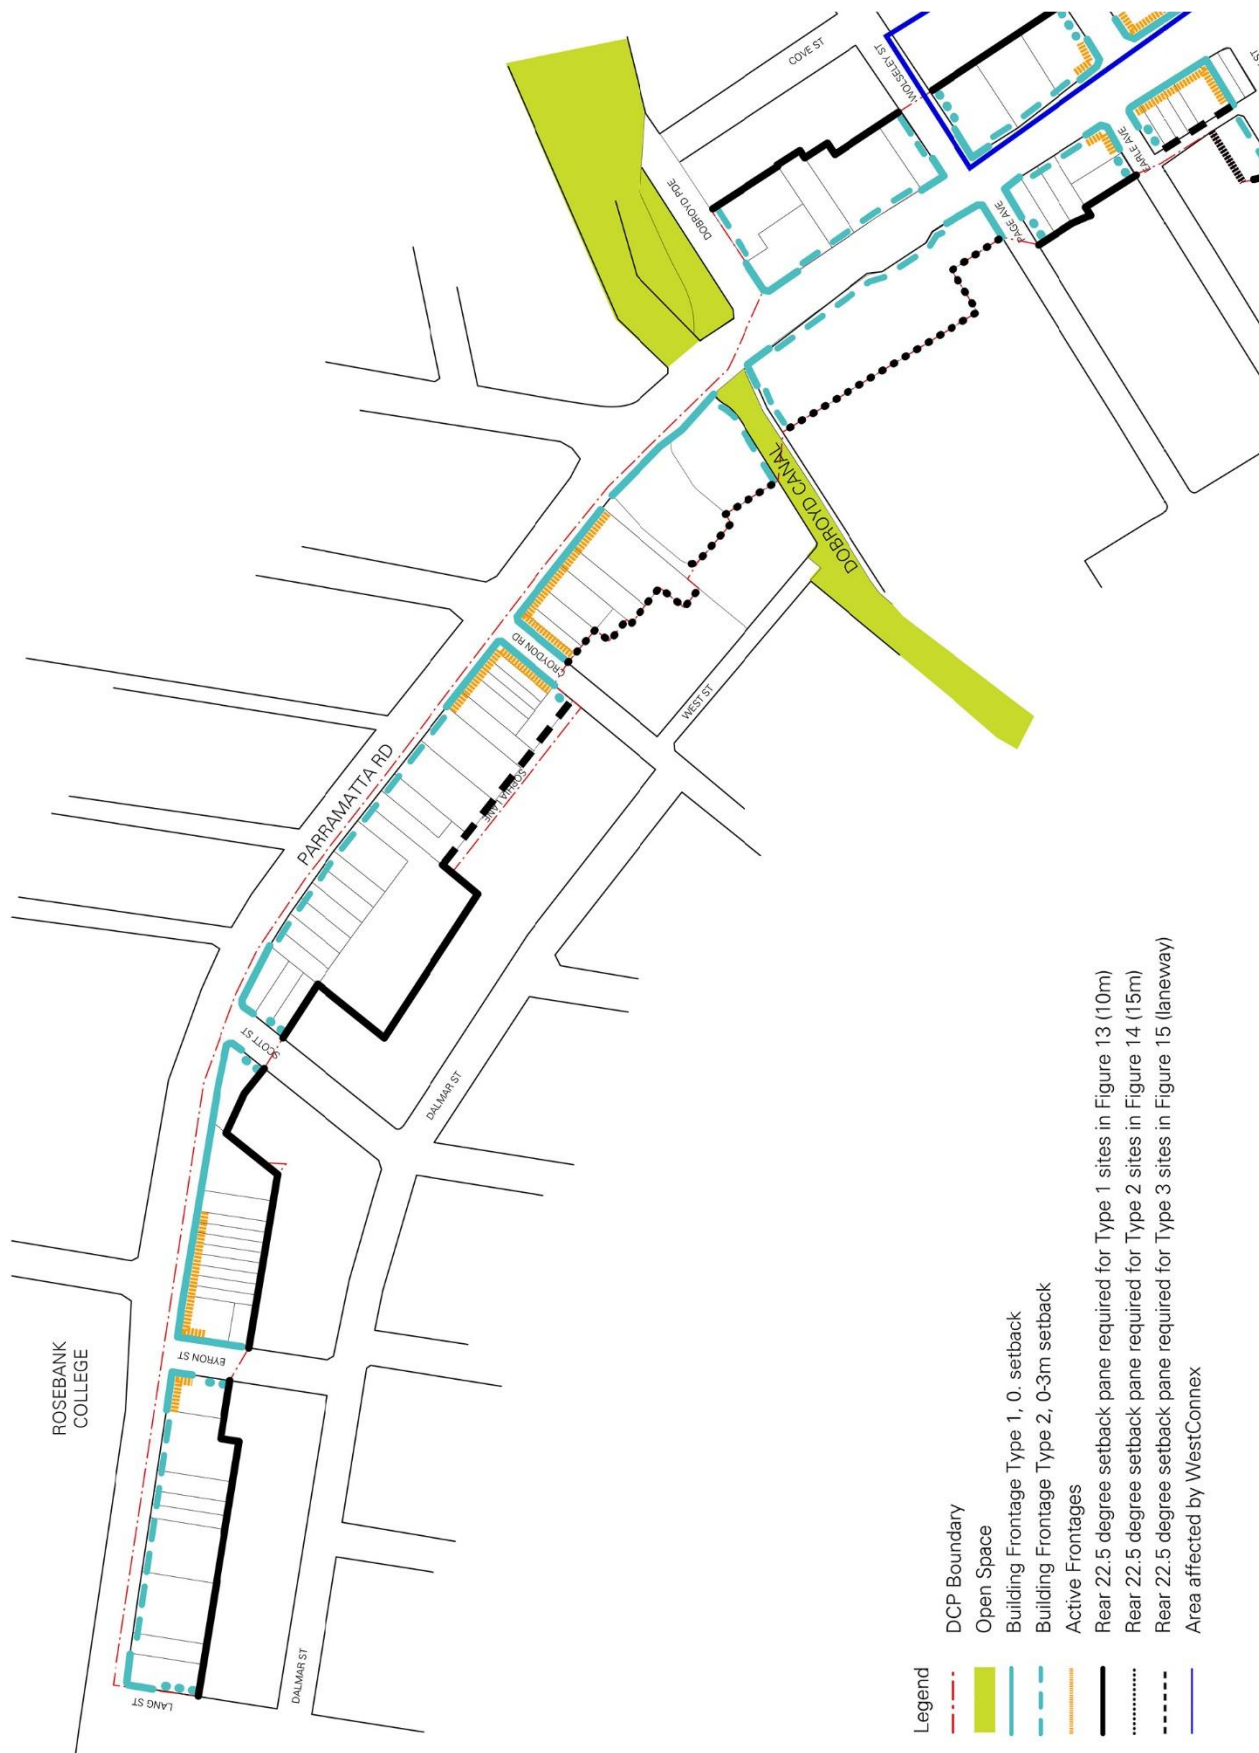 COVE ST
WOLSELEY ST
DOBROYD PDE
EARLE AVE
PAGE AVE
ST
DOBROYD CANAL
CROYDON RD
WEST ST
PARRAMATTA RD
SOPHIA LANE
SCOTT ST
DALMAR ST
ROSEBANK
COLLEGE
BYRON ST
LANG ST
DALMAR ST
Legend
DCP Boundary
Open Space
Building Frontage Type 1, 0. setback
Building Frontage Type 2, 0-3m setback
Active Frontages
Rear 22.5 degree setback pane required for Type 1 sites in Figure 13 (10m)
Rear 22.5 degree setback pane required for Type 2 sites in Figure 14 (15m)
Rear 22.5 degree setback pane required for Type 3 sites in Figure 15 (laneway)
Area affected by WestConnex